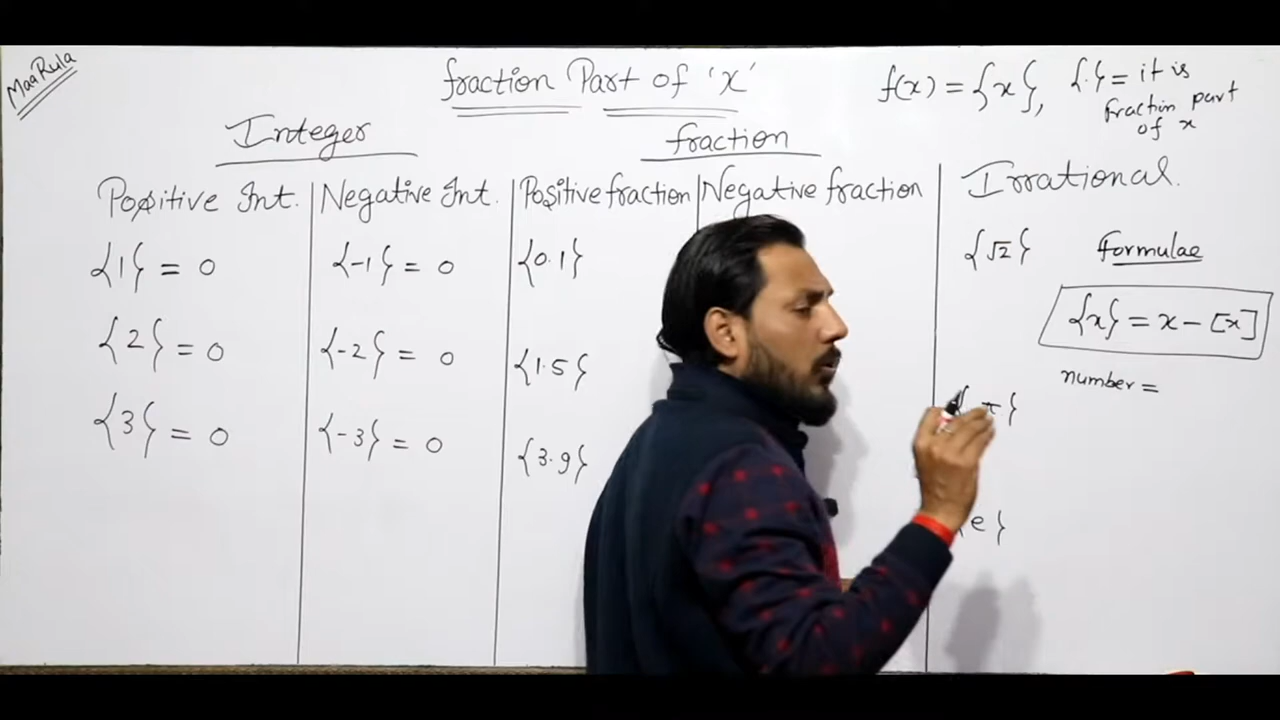 MaaRula
fraction Part of 'x'
f(x) = {x}, {.} = it is
fraction part
of x
Integer
fraction
Positive Int.
Negative Int.
Positive fraction
Negative fraction
Irrational.
{1} = 0
{-1} = 0
{0.1}
{√2}
Formulae
{2} = 0
{-2} = 0
{1.5}
{x} = x - [x]
number =
{3} = 0
{-3} = 0
{3.9}
{π}
{e}